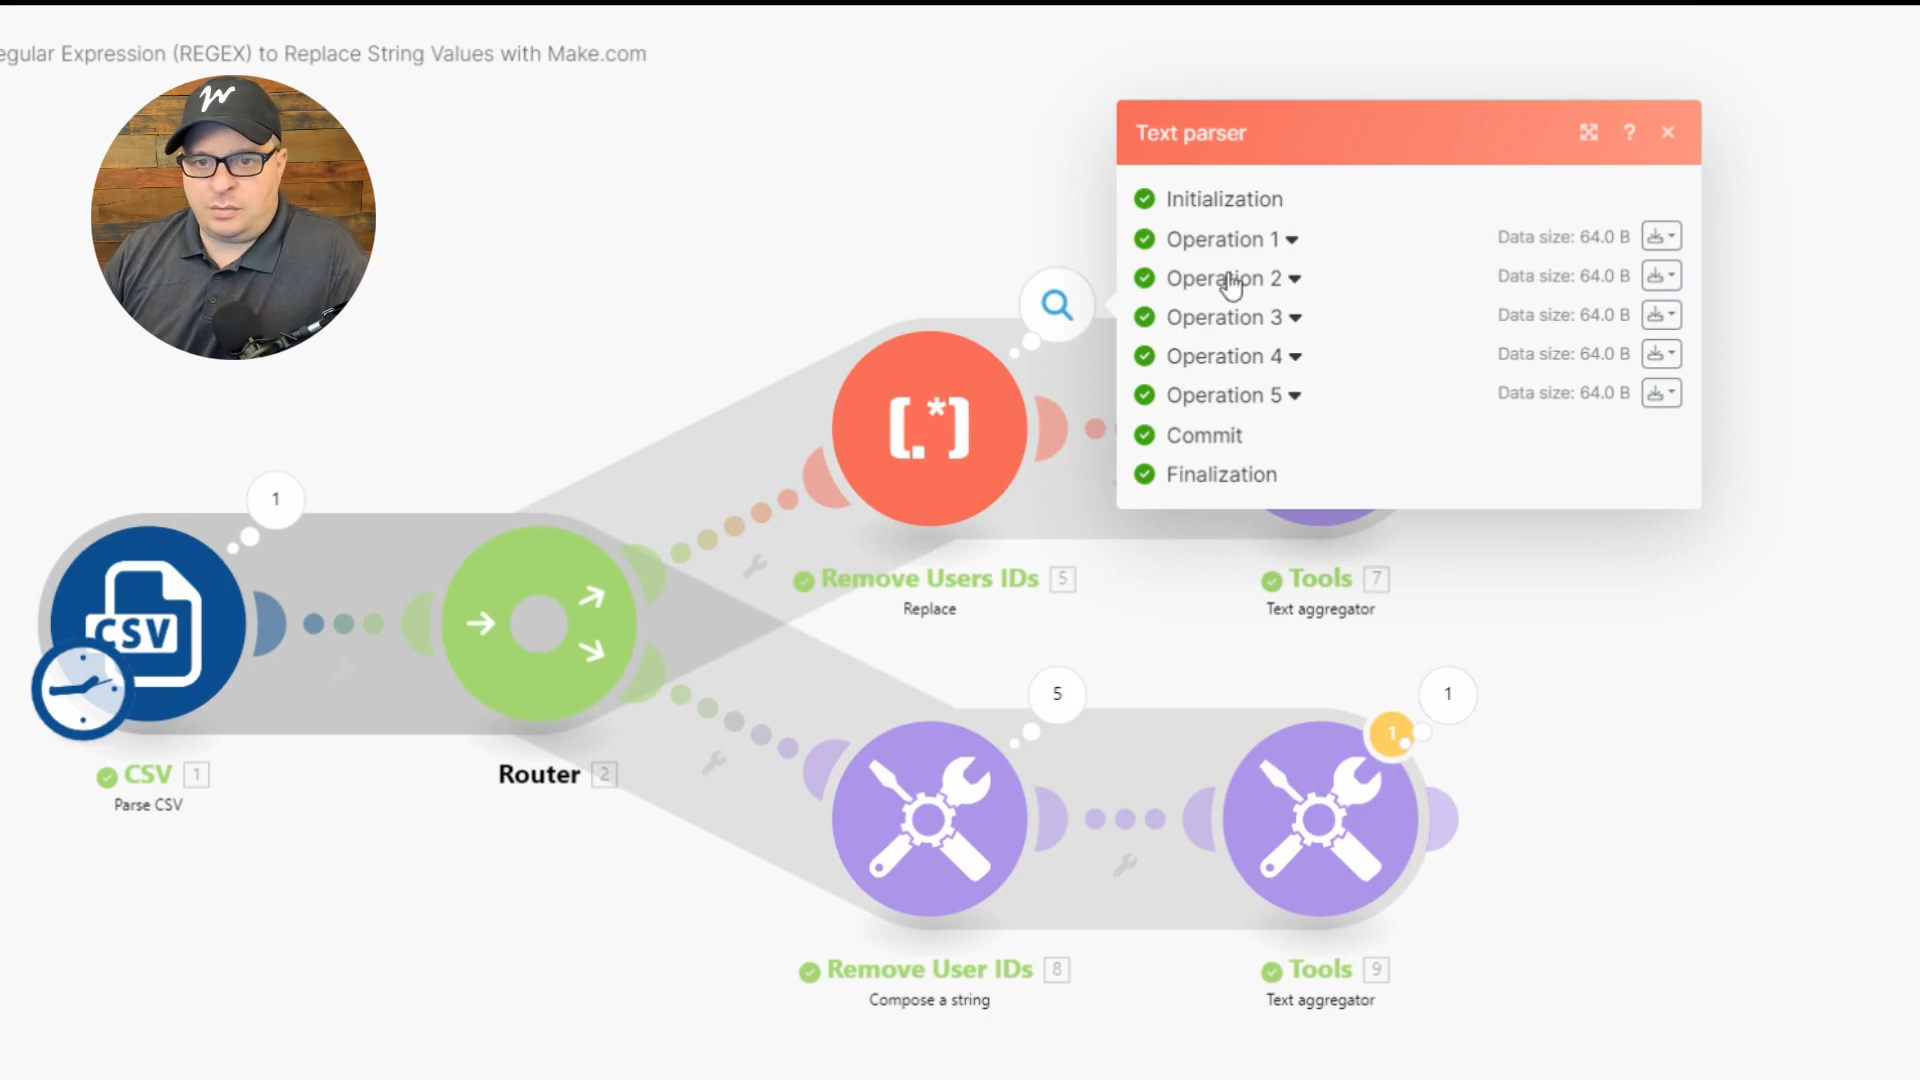 egular Expression (REGEX) to Replace String Values with Make.com
Text parser
?
Initialization
Operation 1
Data size: 64.0 B
Operation 2
Data size: 64.0 B
Operation 3
Data size: 64.0 B
Operation 4
Data size: 64.0 B
Operation 5
Data size: 64.0 B
Commit
Finalization
[.*]
1
CSV
Remove Users IDs 5
Replace
Tools 7
Text aggregator
5
1
1
CSV 1
Parse CSV
Router 2
Remove User IDs 8
Compose a string
Tools 9
Text aggregator